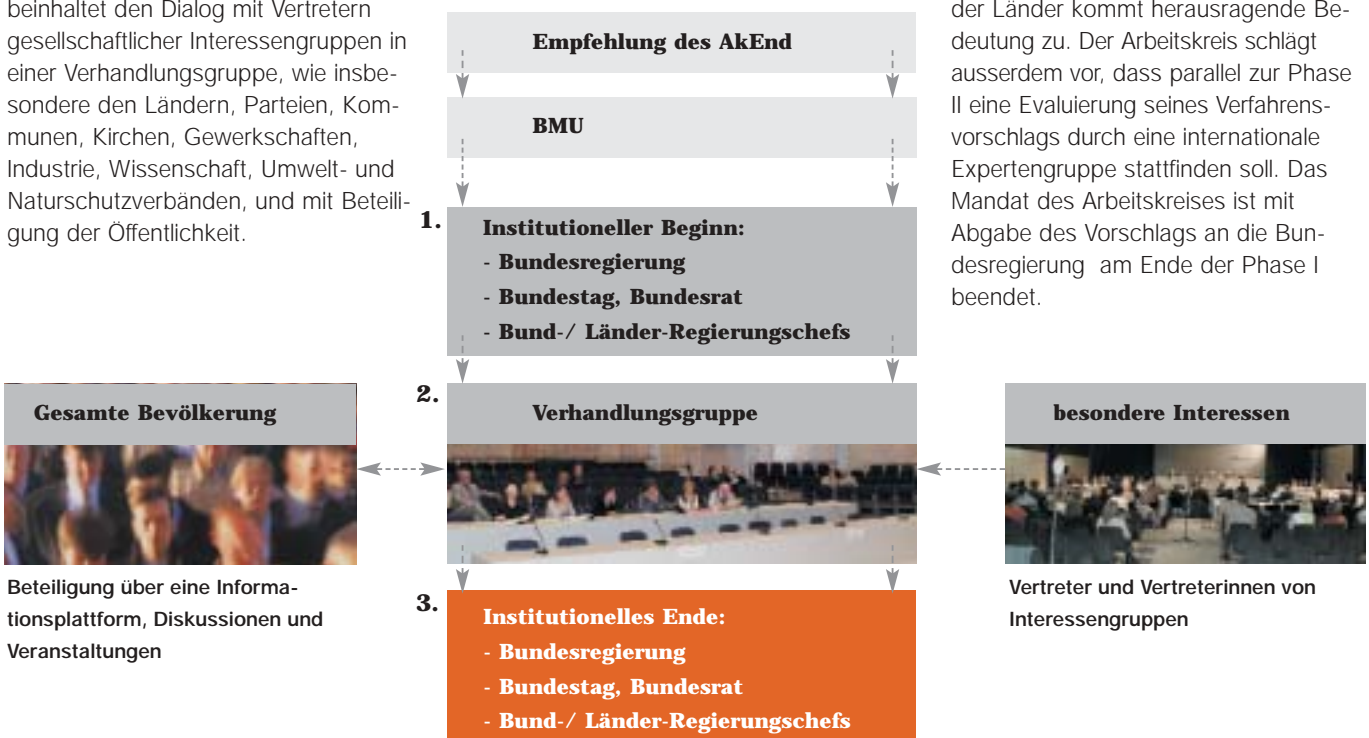 beinhaltet den Dialog mit Vertretern
gesellschaftlicher Interessengruppen in
einer Verhandlungsgruppe, wie insbe-
sondere den Ländern, Parteien, Kom-
munen, Kirchen, Gewerkschaften,
Industrie, Wissenschaft, Umwelt- und
Naturschutzverbänden, und mit Beteili-
gung der Öffentlichkeit.
Empfehlung des AkEnd
BMU
1.
Institutioneller Beginn:
- Bundesregierung
- Bundestag, Bundesrat
- Bund-/ Länder-Regierungschefs
der Länder kommt herausragende Be-
deutung zu. Der Arbeitskreis schlägt
ausserdem vor, dass parallel zur Phase
II eine Evaluierung seines Verfahrens-
vorschlags durch eine internationale
Expertengruppe stattfinden soll. Das
Mandat des Arbeitskreises ist mit
Abgabe des Vorschlags an die Bun-
desregierung am Ende der Phase I
beendet.
Gesamte Bevölkerung
Beteiligung über eine Informa-
tionsplattform, Diskussionen und
Veranstaltungen
2.
Verhandlungsgruppe
besondere Interessen
Vertreter und Vertreterinnen von
Interessengruppen
3.
Institutionelles Ende:
- Bundesregierung
- Bundestag, Bundesrat
- Bund-/ Länder-Regierungschefs